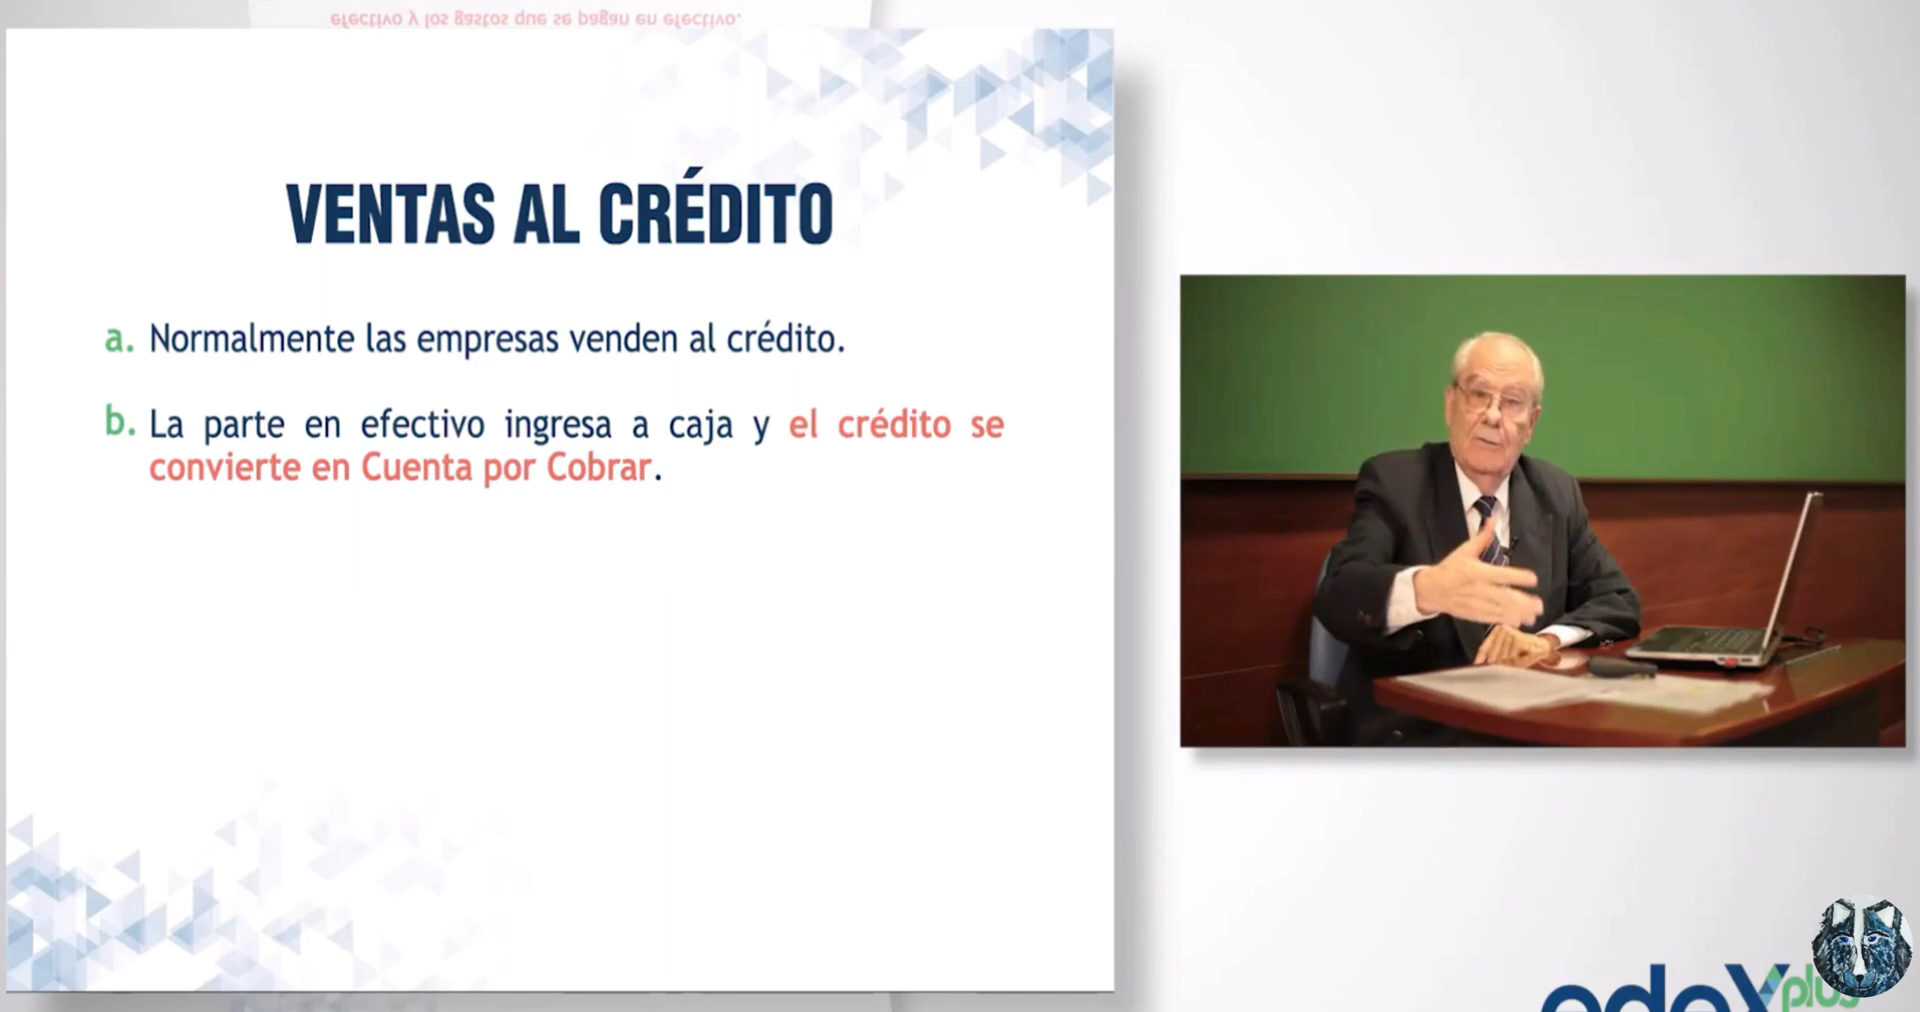 efectivo y los gastos que se pagan en efectivo.
VENTAS AL CRÉDITO
a. Normalmente las empresas venden al crédito.
b. La parte en efectivo ingresa a caja y el crédito se
convierte en Cuenta por Cobrar.
edeX plus